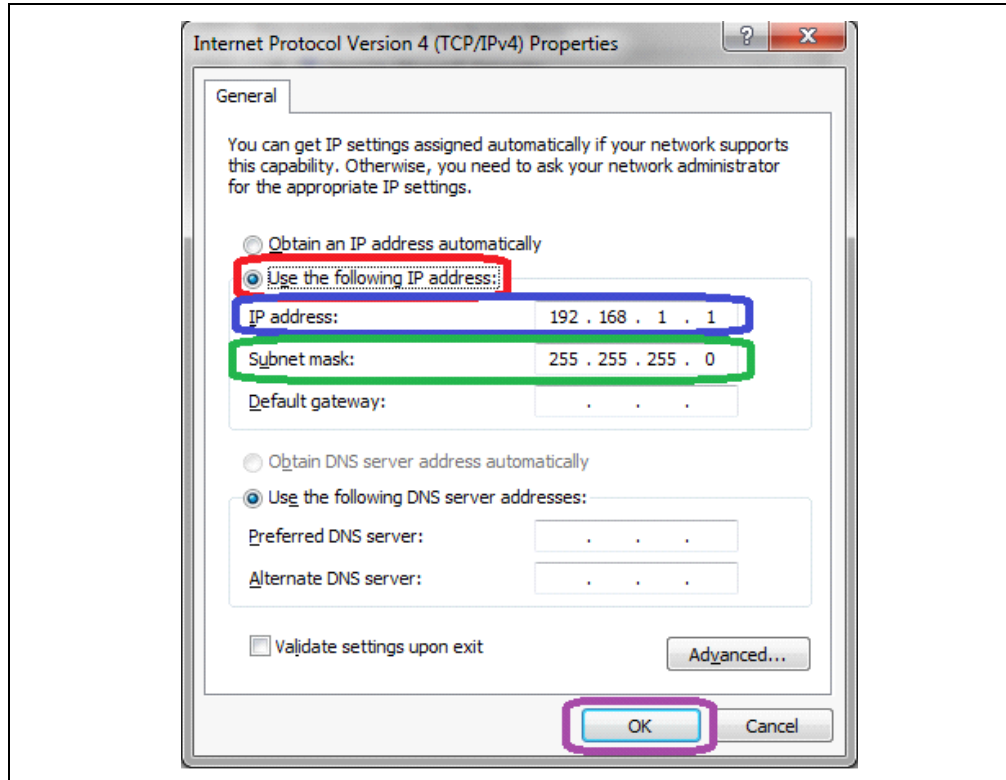 Internet Protocol Version 4 (TCP/IPv4) Properties
General
You can get IP settings assigned automatically if your network supports
this capability. Otherwise, you need to ask your network administrator
for the appropriate IP settings.
Obtain an IP address automatically
Use the following IP address:
IP address: 192 . 168 . 1 . 1
Subnet mask: 255 . 255 . 255 . 0
Default gateway: . . .
Obtain DNS server address automatically
Use the following DNS server addresses:
Preferred DNS server: . . .
Alternate DNS server: . . .
Validate settings upon exit
Advanced...
OK Cancel